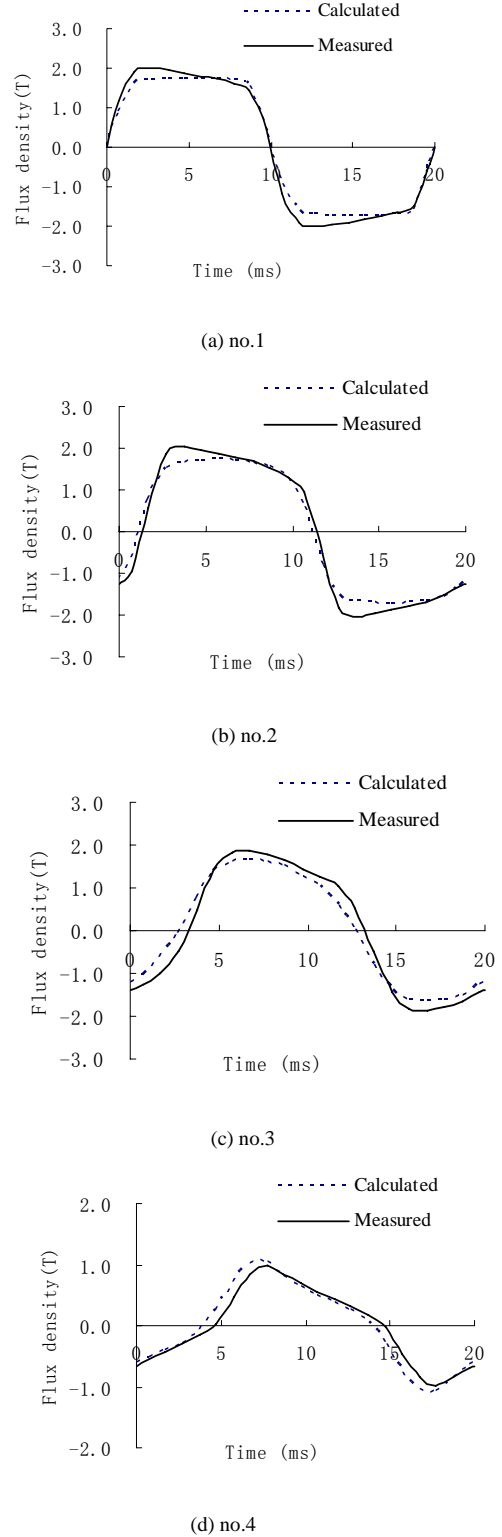 Calculated
Measured
3.0
2.0
1.0
0.0
-1.0
-2.0
-3.0
0 5 10 15 20
Flux density(T)
Time (ms)
(a) no.1
Calculated
Measured
3.0
2.0
1.0
0.0
-1.0
-2.0
-3.0
0 5 10 15 20
Flux density(T)
Time (ms)
(b) no.2
Calculated
Measured
3.0
2.0
1.0
0.0
-1.0
-2.0
-3.0
0 5 10 15 20
Flux density(T)
Time (ms)
(c) no.3
Calculated
Measured
2.0
1.0
0.0
-1.0
-2.0
0 5 10 15 20
Flux density(T)
Time (ms)
(d) no.4